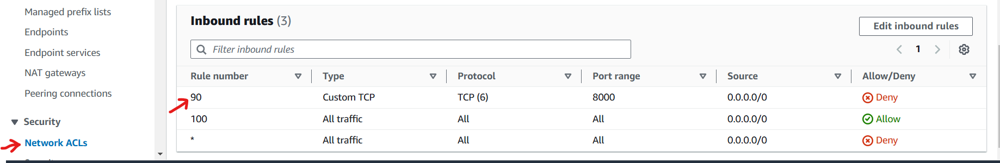 Managed prefix lists
Endpoints
Endpoint services
NAT gateways
Peering connections
Security
Network ACLs
Inbound rules (3)
Edit inbound rules
Filter inbound rules
1
Rule number Type Protocol Port range Source Allow/Deny
90 Custom TCP TCP (6) 8000 0.0.0.0/0 Deny
100 All traffic All All 0.0.0.0/0 Allow
* All traffic All All 0.0.0.0/0 Deny